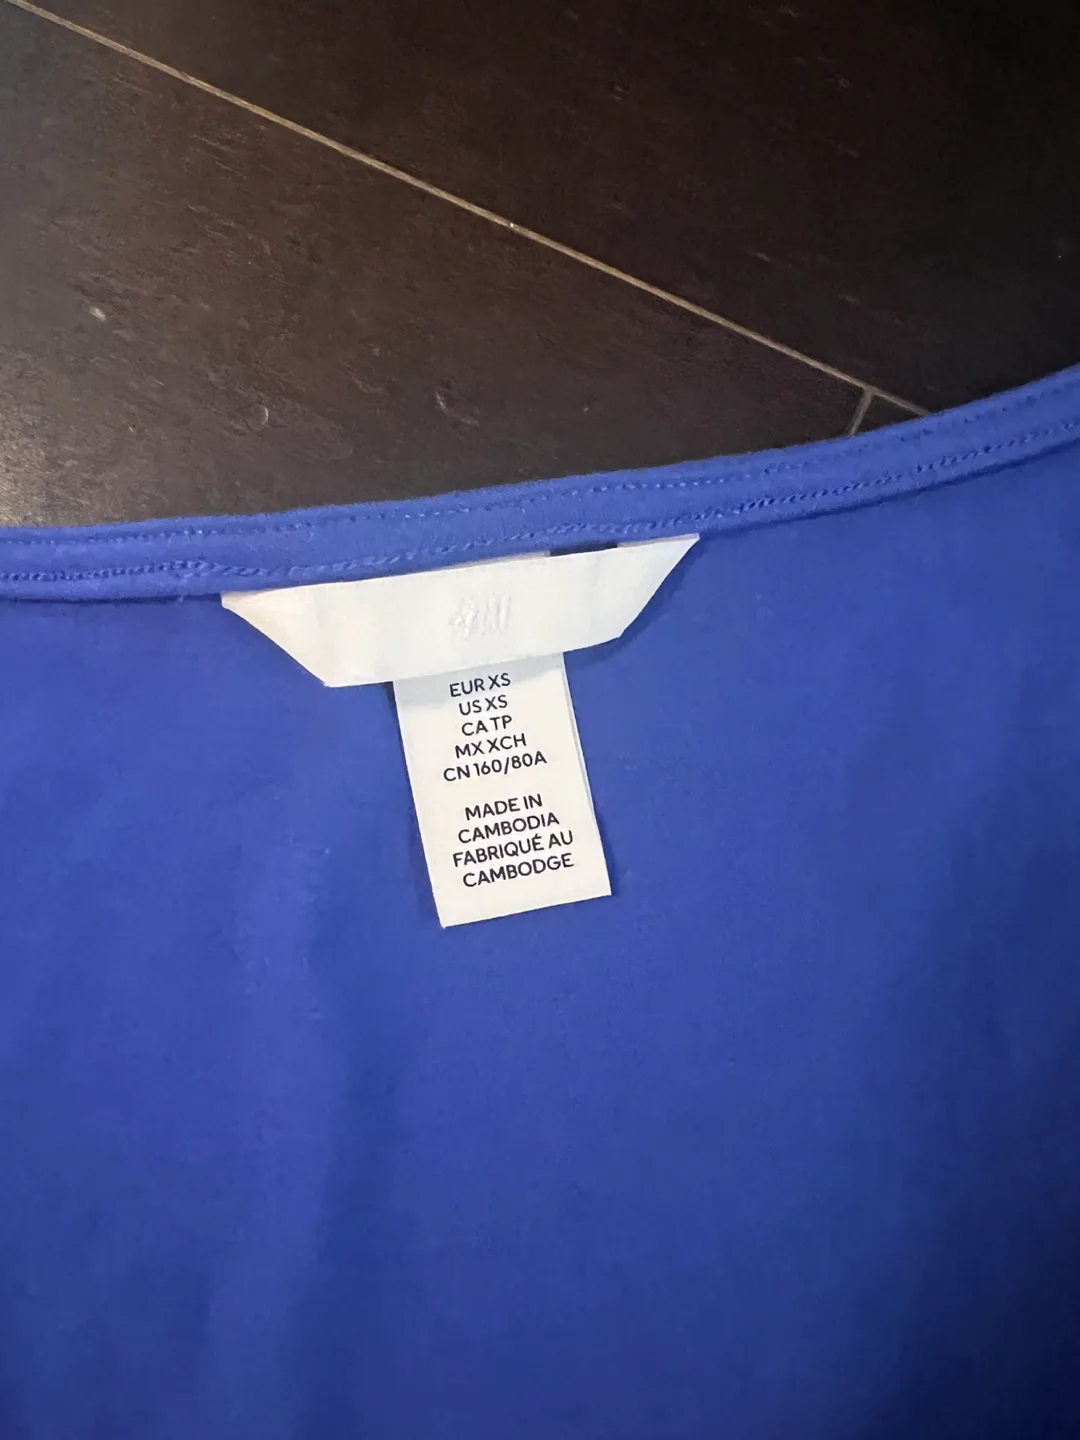 H&M
EUR XS
US XS
CA TP
MX XCH
CN 160/80A
MADE IN
CAMBODIA
FABRIQUÉ AU
CAMBODGE